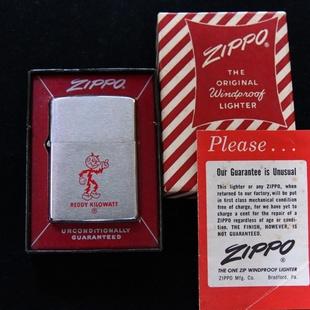 ZIPPO
REDDY KILOWATT
®
UNCONDITIONALLY
GUARANTEED
ZIPPO®
THE
ORIGINAL
Windproof
LIGHTER
Please...
Our Guarantee is Unusual
This lighter or any ZIPPO, when
returned to our factory, will be put
in first class mechanical condition
free of charge, for we have yet to
charge a cent for the repair of a
ZIPPO regardless of age or condi-
tion. THE FINISH, HOWEVER, IS
NOT GUARANTEED.
ZIPPO®
THE ONE ZIP WINDPROOF LIGHTER
ZIPPO Mfg. Co. Bradford, Pa.